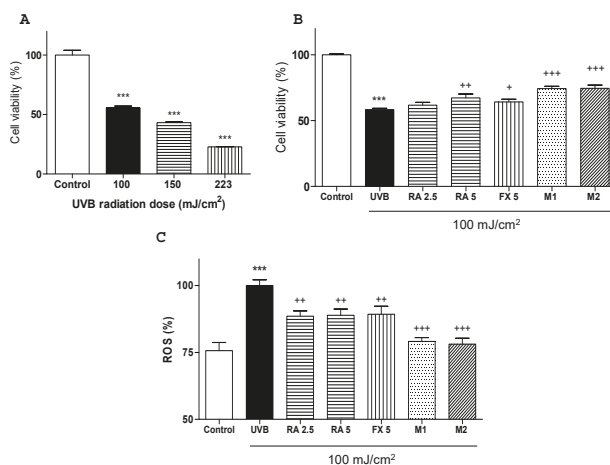 A
Cell viability (%)
100
50
0
***
***
***
Control
100
150
223
UVB radiation dose (mJ/cm²)
B
Cell viability (%)
100
50
0
***
++
+
+++
+++
Control
UVB
RA 2.5
RA 5
FX 5
M1
M2
100 mJ/cm²
C
ROS (%)
100
75
50
***
++
++
++
+++
+++
Control
UVB
RA 2.5
RA 5
FX 5
M1
M2
100 mJ/cm²